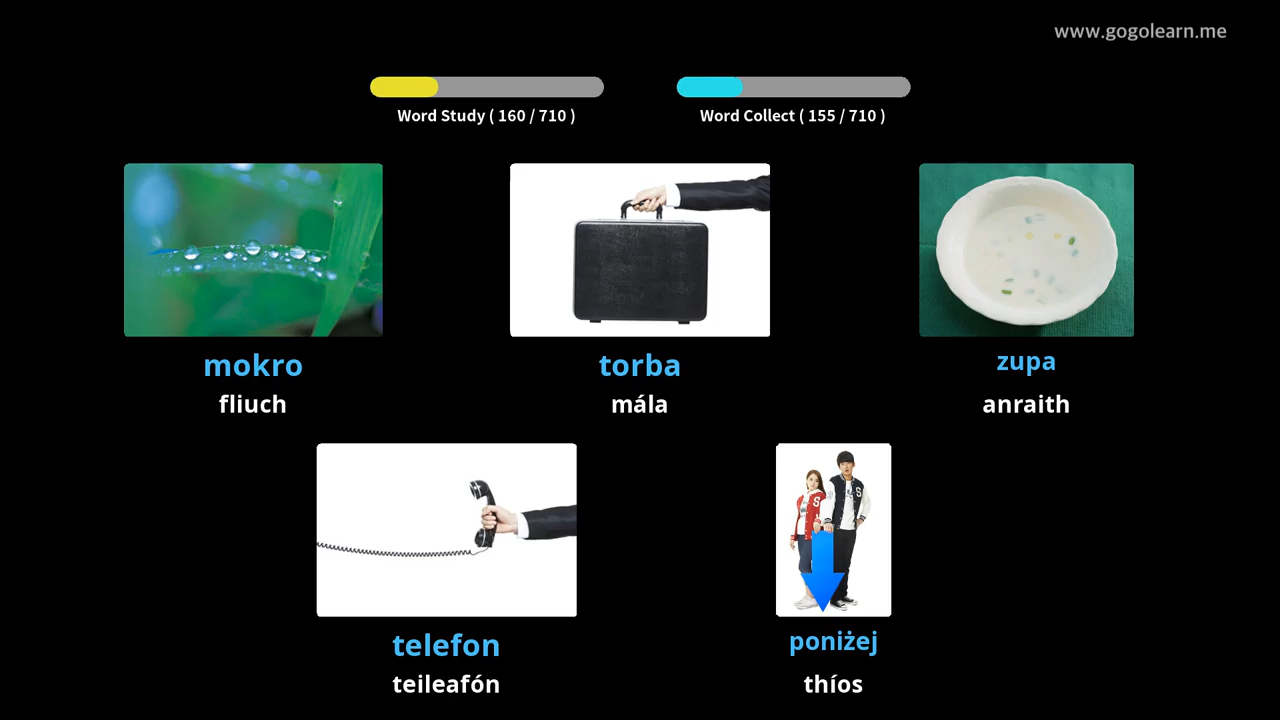 www.gogolearn.me
Word Study ( 160 / 710 )
Word Collect ( 155 / 710 )
mokro
fliuch
torba
mála
zupa
anraith
telefon
teileafón
poniżej
thíos